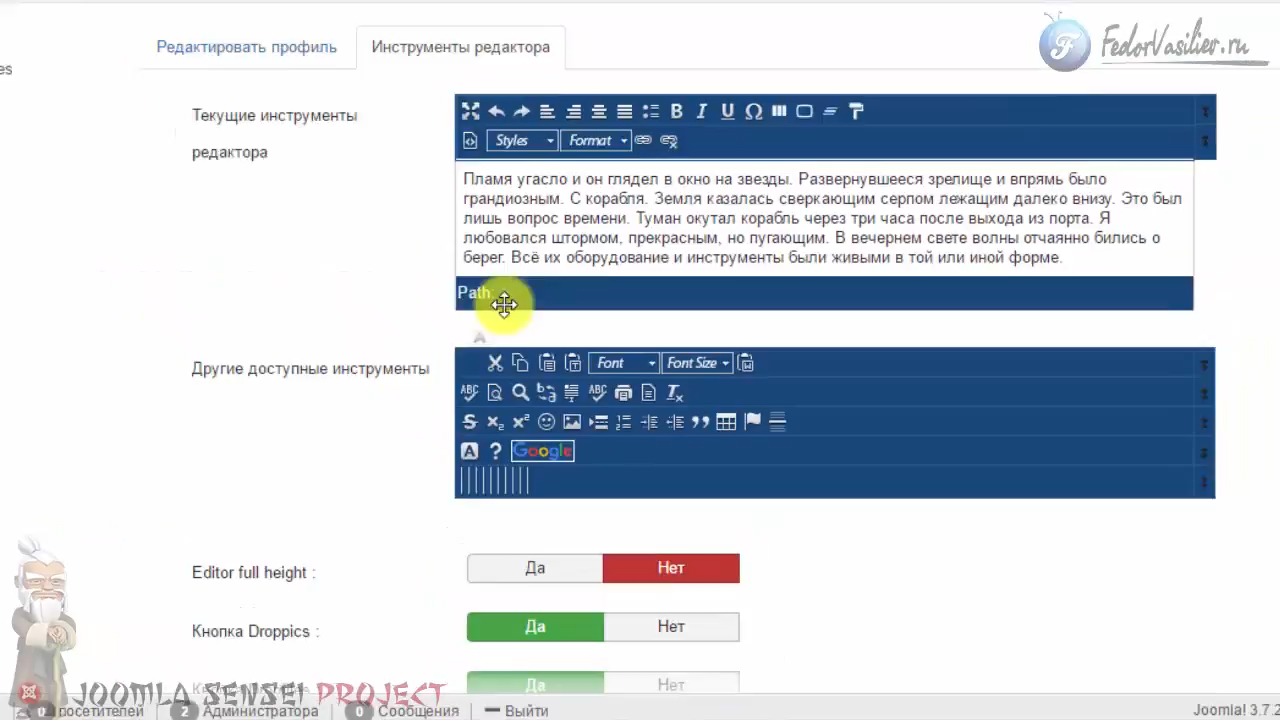 Редактировать профиль
Инструменты редактора
FedorVasiliev.ru
es
Текущие инструменты
редактора
Styles
Format
Пламя угасло и он глядел в окно на звезды. Развернувшееся зрелище и впрямь было
грандиозным. С корабля. Земля казалась сверкающим серпом лежащим далеко внизу. Это был
лишь вопрос времени. Туман окутал корабль через три часа после выхода из порта. Я
любовался штормом, прекрасным, но пугающим. В вечернем свете волны отчаянно бились о
берег. Всё их оборудование и инструменты были живыми в той или иной форме.
Path:
Другие доступные инструменты
Font
Font Size
ABC
ABC
Google
Editor full height :
Да
Нет
Кнопка Droppics :
Да
Нет
Да
Нет
JOOMLA SENSEI PROJECT
0
посетителей
2
Администратора
0
Сообщения
Выйти
Joomla! 3.7.2